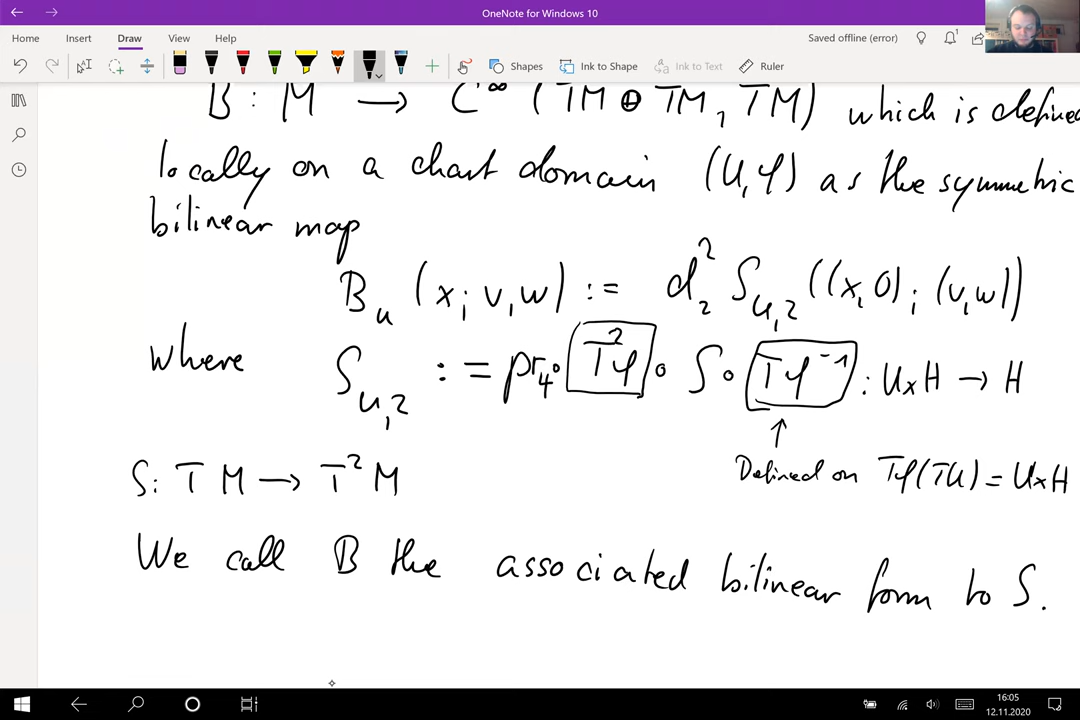 OneNote for Windows 10
Home Insert Draw View Help
Saved offline (error)
Shapes Ink to Shape Ink to Text Ruler
B : M → C^∞ (TM ⊕ TM, TM) which is defined
locally on a chart domain (U,φ) as the symmetric
bilinear map
B_u (x; v,w) := d_2^2 S_{u,2} ((x,0); (v,w))
where S_{u,2} := pr_4 ∘ T^2φ ∘ S ∘ Tφ^{-1} : U×H → H
↑
S: TM → T^2 M
Defined on Tφ(TU) = U×H
We call B the associated bilinear form to S.
16:05
12.11.2020